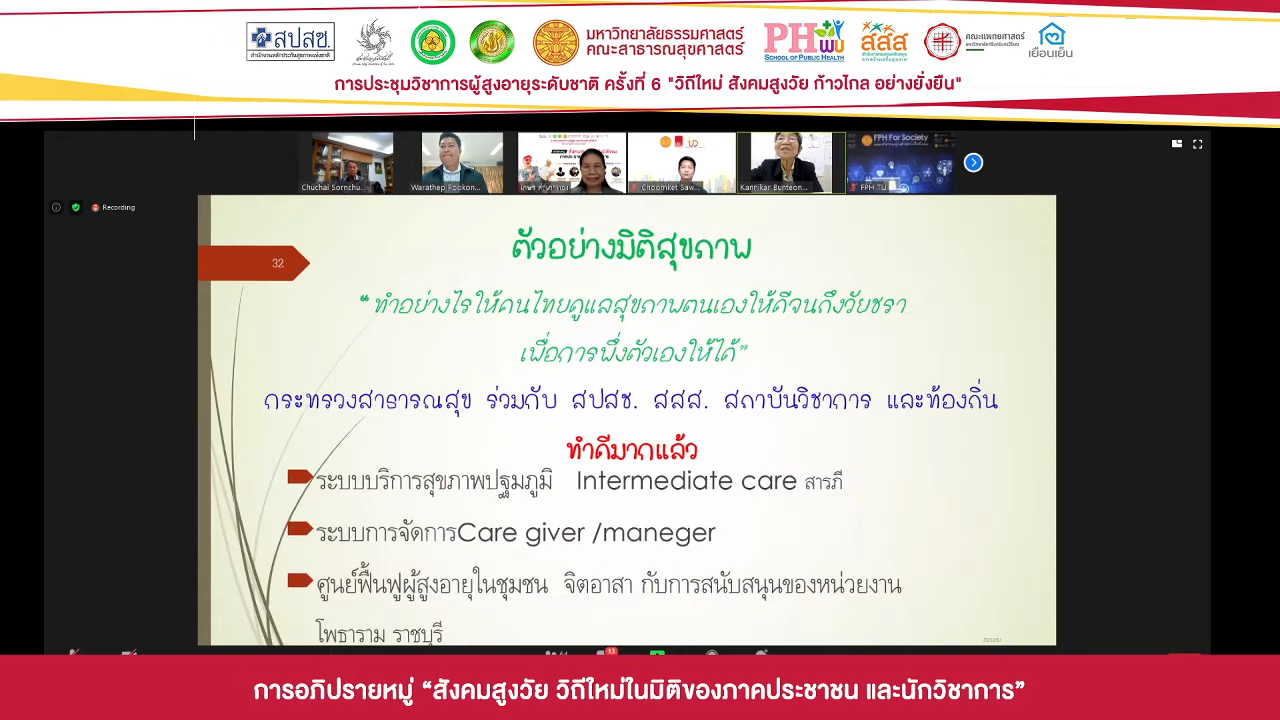 สปสช.
สำนักงานหลักประกันสุขภาพแห่งชาติ
มหาวิทยาลัยธรรมศาสตร์
คณะสาธารณสุขศาสตร์
PH
WU
SCHOOL OF PUBLIC HEALTH
สสส
คณะแพทยศาสตร์
เยือนเย็น
การประชุมวิชาการผู้สูงอายุระดับชาติ ครั้งที่ 6 "วิถีใหม่ สังคมสูงวัย ก้าวไกล อย่างยั่งยืน"
Chuchai Sornchu...
Warathep Rookon...
Choomket Saw...
Kannikar Bunteon...
FPH For Society
FPH TU
Recording
32
ตัวอย่างมิติสุขภาพ
“ ทำอย่างไรให้คนไทยดูแลสุขภาพตนเองให้ดีจนถึงวัยชรา
เพื่อการพึ่งตัวเองให้ได้”
กระทรวงสาธารณสุข ร่วมกับ สปสช. สสส. สถาบันวิชาการ และท้องถิ่น
ทำดีมากแล้ว
ระบบบริการสุขภาพปฐมภูมิ Intermediate care สารภี
ระบบการจัดการCare giver /maneger
ศูนย์ฟื้นฟูผู้สูงอายุในชุมชน จิตอาสา กับการสนับสนุนของหน่วยงาน
โพธาราม ราชบุรี
13
การอภิปรายหมู่ “สังคมสูงวัย วิถีใหม่ในมิติของภาคประชาชน และนักวิชาการ”